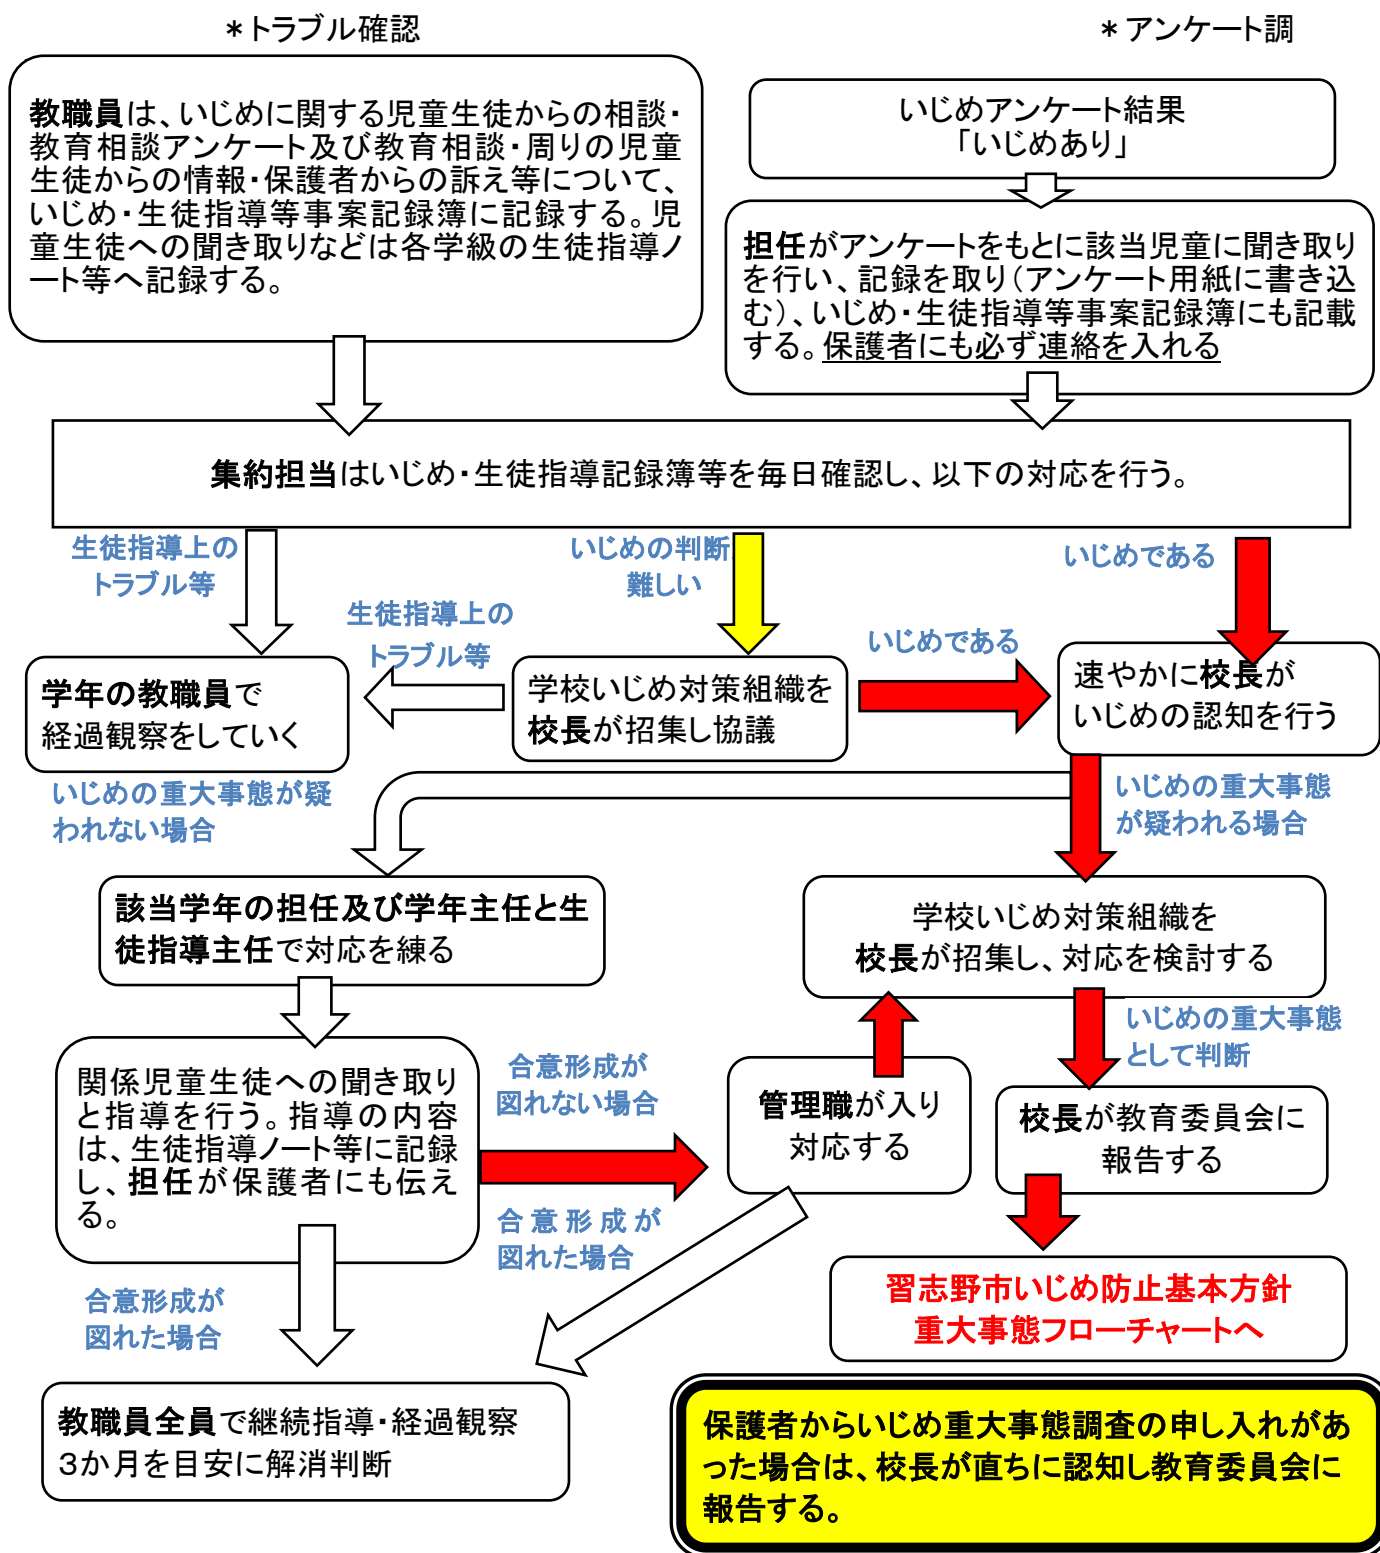 ＊トラブル確認
＊アンケート調
教職員は、いじめに関する児童生徒からの相談・
教育相談アンケート及び教育相談・周りの児童
生徒からの情報・保護者からの訴え等について、
いじめ・生徒指導等事案記録簿に記録する。児
童生徒への聞き取りなどは各学級の生徒指導ノ
ート等へ記録する。
いじめアンケート結果
「いじめあり」
担任がアンケートをもとに該当児童に聞き取り
を行い、記録を取り（アンケート用紙に書き込
む）、いじめ・生徒指導等事案記録簿にも記載
する。保護者にも必ず連絡を入れる
集約担当はいじめ・生徒指導記録簿等を毎日確認し、以下の対応を行う。
生徒指導上の
トラブル等
いじめの判断
難しい
いじめである
生徒指導上の
トラブル等
いじめである
学年の教職員で
経過観察をしていく
学校いじめ対策組織を
校長が招集し協議
速やかに校長が
いじめの認知を行う
いじめの重大事態が疑
われない場合
いじめの重大事態
が疑われる場合
該当学年の担任及び学年主任と生
徒指導主任で対応を練る
学校いじめ対策組織を
校長が招集し、対応を検討する
いじめの重大事態
として判断
関係児童生徒への聞き取り
と指導を行う。指導の内容
は、生徒指導ノート等に記録
し、担任が保護者にも伝え
る。
合意形成が
図れない場合
管理職が入り
対応する
校長が教育委員会に
報告する
合意形成が
図れた場合
合意形成が
図れた場合
習志野市いじめ防止基本方針
重大事態フローチャートへ
教職員全員で継続指導・経過観察
３か月を目安に解消判断
保護者からいじめ重大事態調査の申し入れがあ
った場合は、校長が直ちに認知し教育委員会に
報告する。